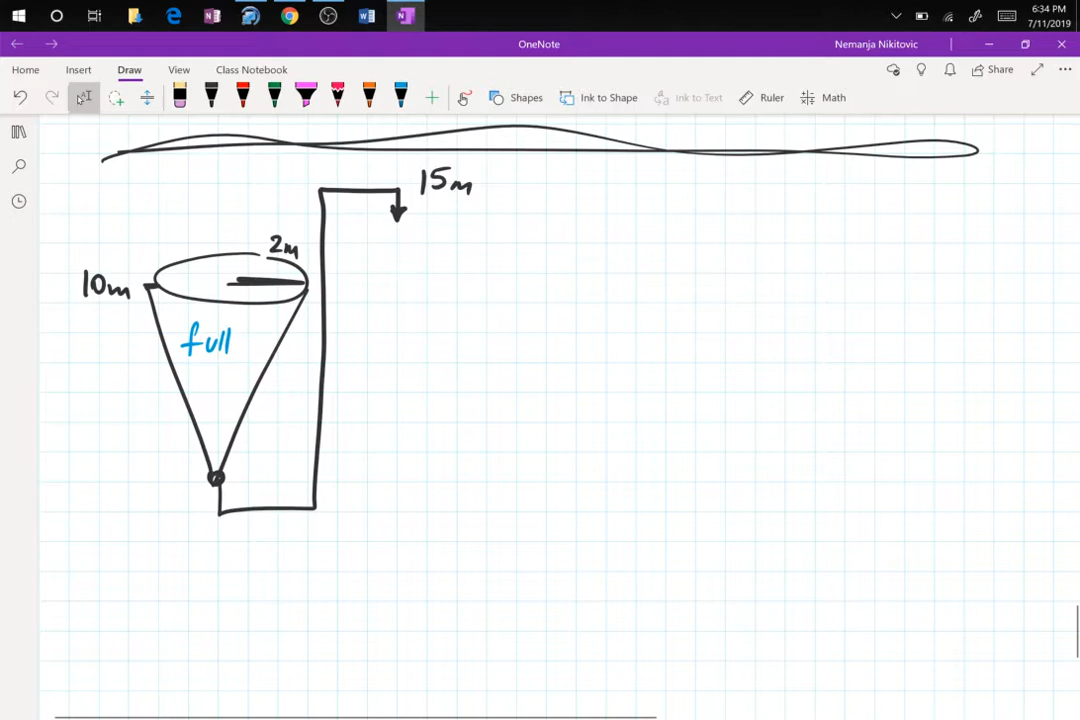 6:34 PM
7/11/2019
OneNote
Nemanja Nikitovic
Home Insert Draw View Class Notebook
Share
Shapes Ink to Shape Ink to Text Ruler Math
15m
2m
10m
full